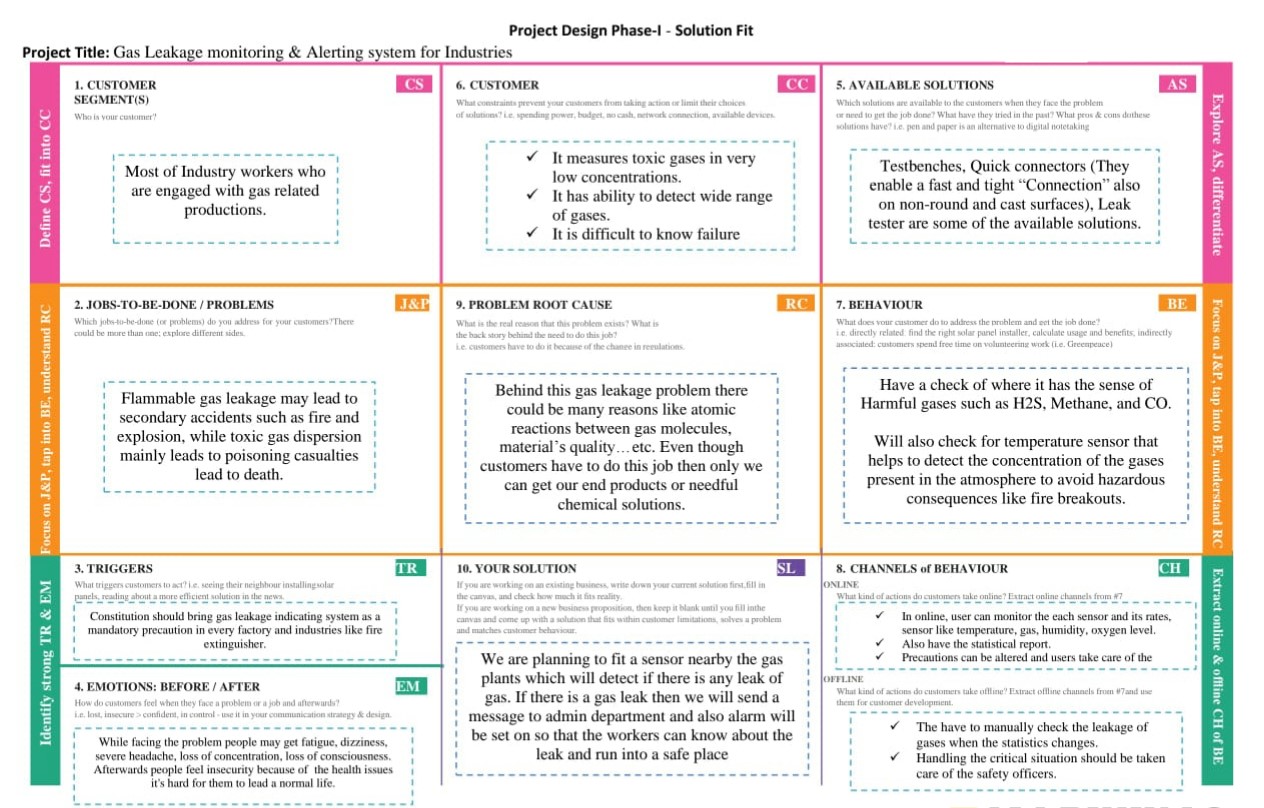 Project Design Phase-I - Solution Fit
Project Title: Gas Leakage monitoring & Alerting system for Industries
Define CS, fit into CC
1. CUSTOMER
SEGMENT(S)
CS
Who is your customer?
Most of Industry workers who
are engaged with gas related
productions.
6. CUSTOMER
CC
What constraints prevent your customers from taking action or limit their choices
of solutions? i.e. spending power, budget, no cash, network connection, available devices.
✓ It measures toxic gases in very
low concentrations.
✓ It has ability to detect wide range
of gases.
✓ It is difficult to know failure
5. AVAILABLE SOLUTIONS
AS
Which solutions are available to the customers when they face the problem
or need to get the job done? What have they tried in the past? What pros & cons dothese
solutions have? i.e. pen and paper is an alternative to digital notetaking
Testbenches, Quick connectors (They
enable a fast and tight “Connection” also
on non-round and cast surfaces), Leak
tester are some of the available solutions.
Explore AS, differentiate
Focus on J&P, tap into BE, understand RC
2. JOBS-TO-BE-DONE / PROBLEMS
J&P
Which jobs-to-be-done (or problems) do you address for your customers?There
could be more than one; explore different sides.
Flammable gas leakage may lead to
secondary accidents such as fire and
explosion, while toxic gas dispersion
mainly leads to poisoning casualties
lead to death.
9. PROBLEM ROOT CAUSE
RC
What is the real reason that this problem exists? What is
the back story behind the need to do this job?
i.e. customers have to do it because of the change in regulations.
Behind this gas leakage problem there
could be many reasons like atomic
reactions between gas molecules,
material’s quality…etc. Even though
customers have to do this job then only we
can get our end products or needful
chemical solutions.
7. BEHAVIOUR
BE
What does your customer do to address the problem and get the job done?
i.e. directly related: find the right solar panel installer, calculate usage and benefits; indirectly
associated: customers spend free time on volunteering work (i.e. Greenpeace)
Have a check of where it has the sense of
Harmful gases such as H2S, Methane, and CO.
Will also check for temperature sensor that
helps to detect the concentration of the gases
present in the atmosphere to avoid hazardous
consequences like fire breakouts.
Focus on J&P, tap into BE, understand RC
Identify strong TR & EM
3. TRIGGERS
TR
What triggers customers to act? i.e. seeing their neighbour installingsolar
panels, reading about a more efficient solution in the news.
Constitution should bring gas leakage indicating system as a
mandatory precaution in every factory and industries like fire
extinguisher.
4. EMOTIONS: BEFORE / AFTER
EM
How do customers feel when they face a problem or a job and afterwards?
i.e. lost, insecure > confident, in control - use it in your communication strategy & design.
While facing the problem people may get fatigue, dizziness,
severe headache, loss of concentration, loss of consciousness.
Afterwards people feel insecurity because of the health issues
it's hard for them to lead a normal life.
10. YOUR SOLUTION
SL
If you are working on an existing business, write down your current solution first,fill in
the canvas, and check how much it fits reality.
If you are working on a new business proposition, then keep it blank until you fill inthe
canvas and come up with a solution that fits within customer limitations, solves a problem
and matches customer behaviour.
We are planning to fit a sensor nearby the gas
plants which will detect if there is any leak of
gas. If there is a gas leak then we will send a
message to admin department and also alarm will
be set on so that the workers can know about the
leak and run into a safe place
8. CHANNELS of BEHAVIOUR
CH
ONLINE
What kind of actions do customers take online? Extract online channels from #7
✓ In online, user can monitor the each sensor and its rates,
sensor like temperature, gas, humidity, oxygen level.
✓ Also have the statistical report.
✓ Precautions can be altered and users take care of the
OFFLINE
What kind of actions do customers take offline? Extract offline channels from #7and use
them for customer development.
✓ The have to manually check the leakage of
gases when the statistics changes.
✓ Handling the critical situation should be taken
care of the safety officers.
Extract online & offline CH of BE